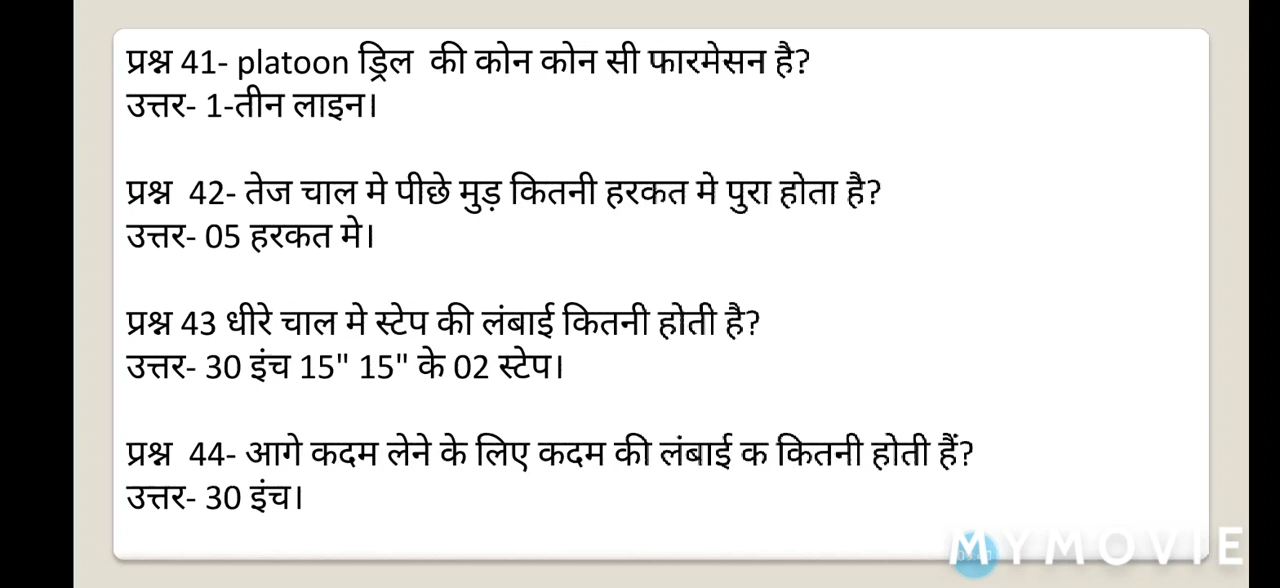 प्रश्न 41- platoon ड्रिल की कोन कोन सी फारमेसन है?
उत्तर- 1-तीन लाइन।
प्रश्न 42- तेज चाल मे पीछे मुड़ कितनी हरकत मे पुरा होता है?
उत्तर- 05 हरकत मे।
प्रश्न 43 धीरे चाल मे स्टेप की लंबाई कितनी होती है?
उत्तर- 30 इंच 15" 15" के 02 स्टेप।
प्रश्न 44- आगे कदम लेने के लिए कदम की लंबाई क कितनी होती हैं?
उत्तर- 30 इंच।
MYMOVIE